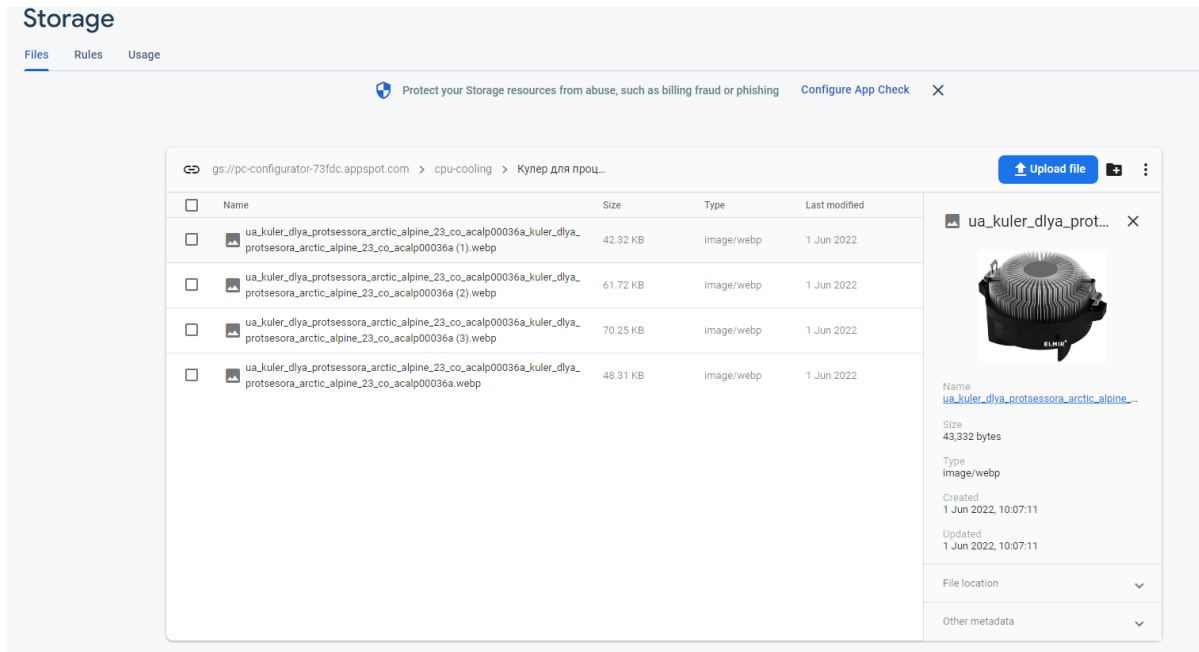 Storage
Files Rules Usage
Protect your Storage resources from abuse, such as billing fraud or phishing Configure App Check
gs://pc-configurator-73fdc.appspot.com > cpu-cooling > Кулер для проц...
Upload file
Name Size Type Last modified
ua_kuler_dlya_protsessora_arctic_alpine_23_co_acalp00036a_kuler_dlya_
protsesora_arctic_alpine_23_co_acalp00036a (1).webp
42.32 KB image/webp 1 Jun 2022
ua_kuler_dlya_protsessora_arctic_alpine_23_co_acalp00036a_kuler_dlya_
protsesora_arctic_alpine_23_co_acalp00036a (2).webp
61.72 KB image/webp 1 Jun 2022
ua_kuler_dlya_protsessora_arctic_alpine_23_co_acalp00036a_kuler_dlya_
protsesora_arctic_alpine_23_co_acalp00036a (3).webp
70.25 KB image/webp 1 Jun 2022
ua_kuler_dlya_protsessora_arctic_alpine_23_co_acalp00036a_kuler_dlya_
protsesora_arctic_alpine_23_co_acalp00036a.webp
48.31 KB image/webp 1 Jun 2022
ua_kuler_dlya_prot...
ELMIR
Name
ua_kuler_dlya_protsessora_arctic_alpine_...
Size
43,332 bytes
Type
image/webp
Created
1 Jun 2022, 10:07:11
Updated
1 Jun 2022, 10:07:11
File location
Other metadata